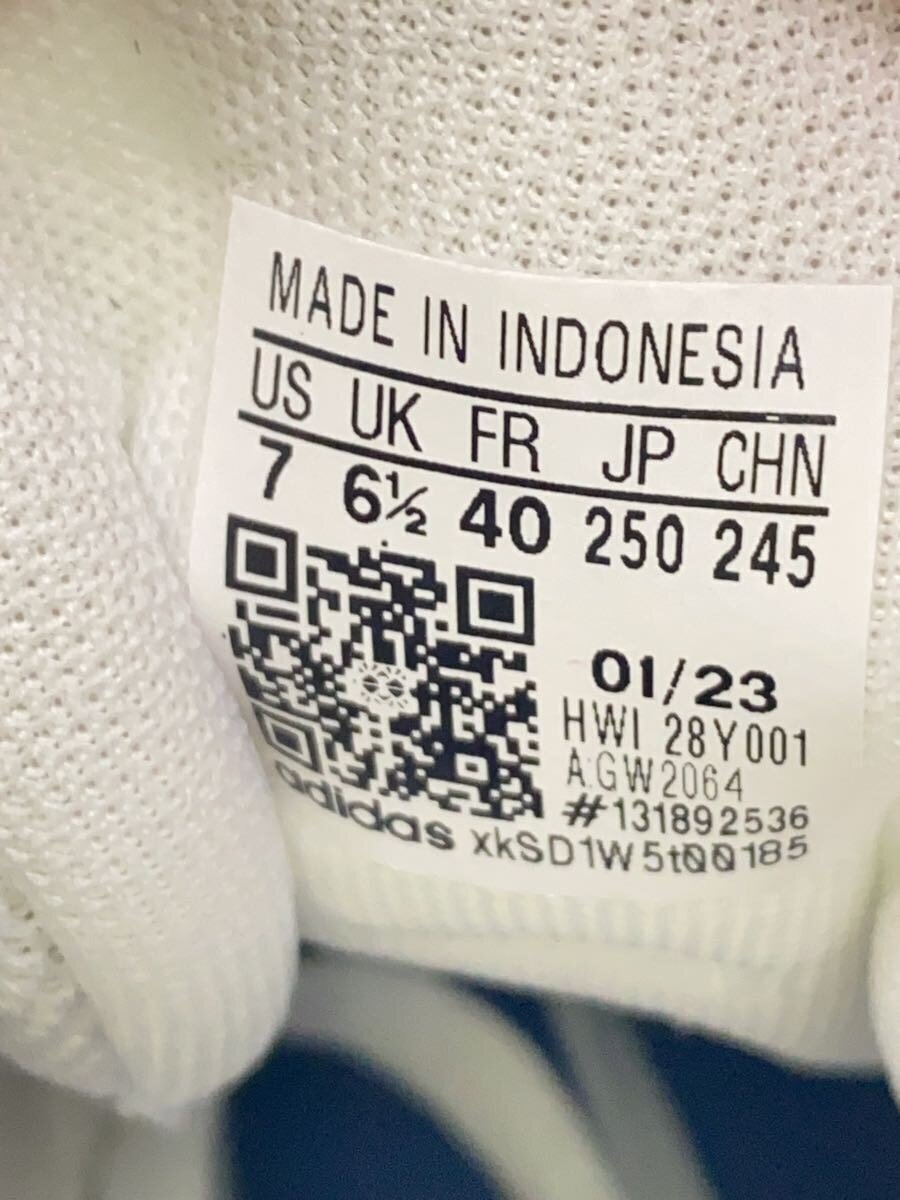 MADE IN INDONESIA
US UK FR JP CHN
7 6½ 40 250 245
01/23
HWI 28Y001
A:GW2064
#131892536
adidas xkSD1W5t00185